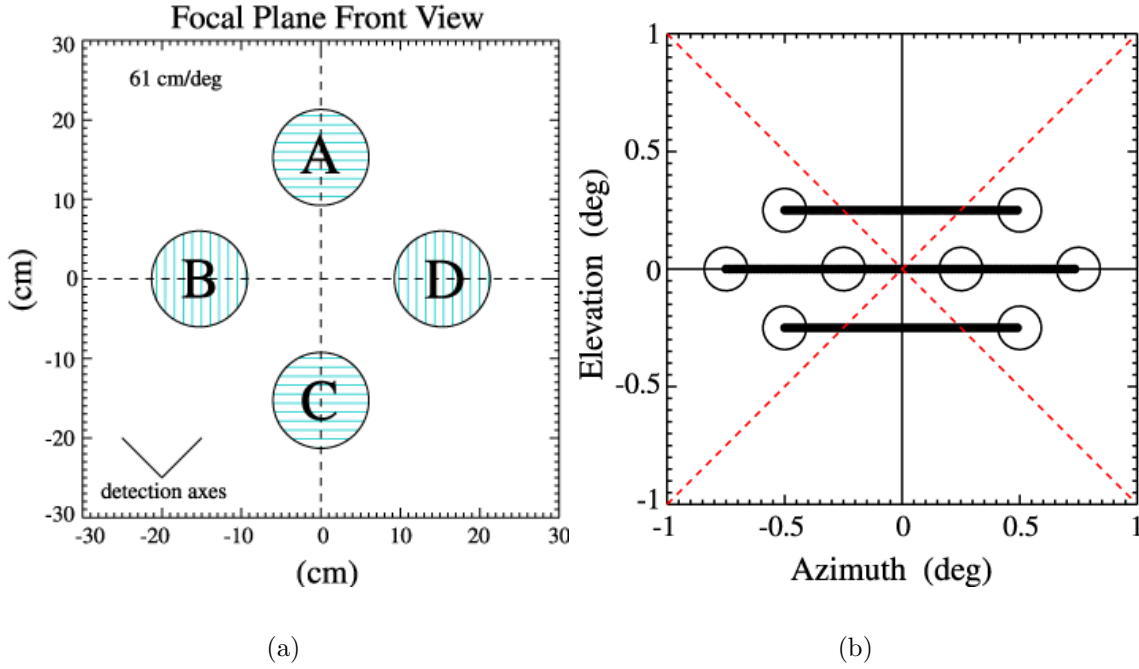 Focal Plane Front View
30
20
10
0
-10
-20
-30
61 cm/deg
A
B
D
C
detection axes
-30
-20
-10
0
10
20
30
(cm)
(cm)
(a)
1
0.5
0
-0.5
-1
Elevation (deg)
-1
-0.5
0
0.5
1
Azimuth (deg)
(b)